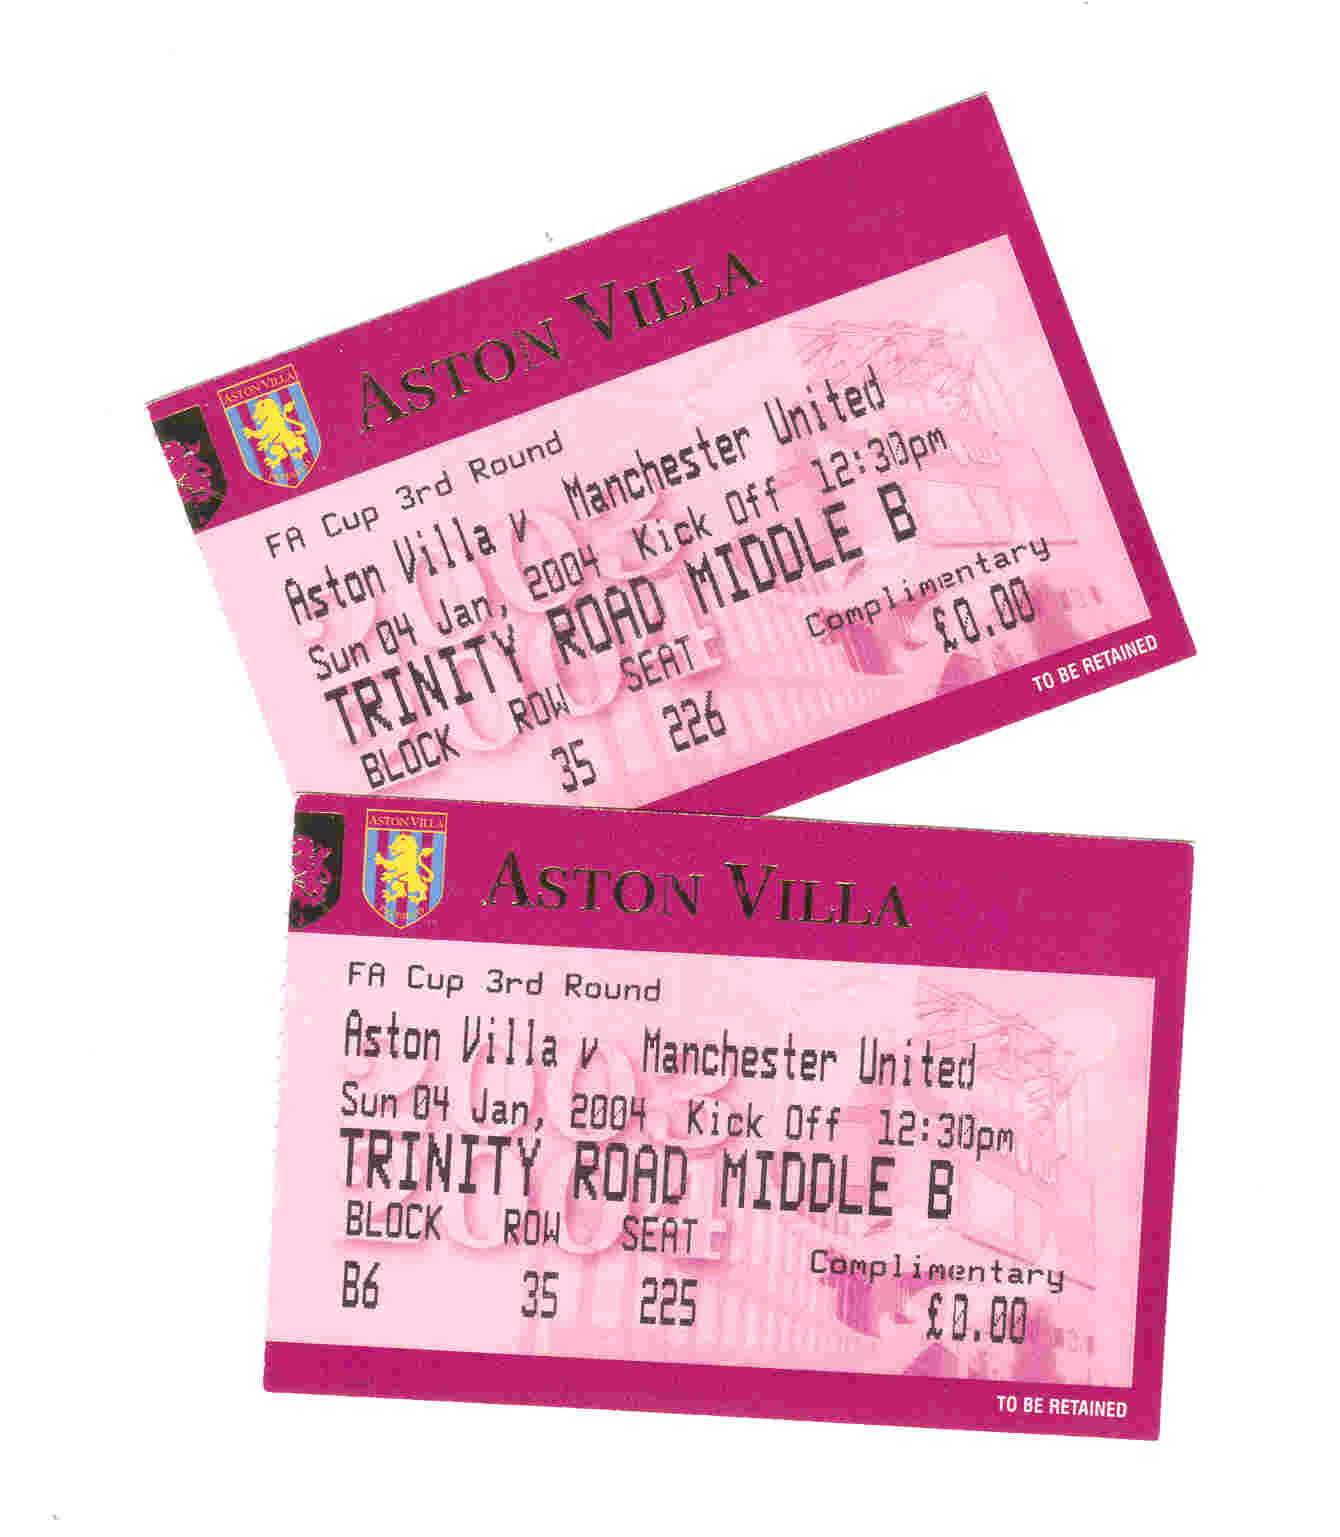 ASTON VILLA
ASTON VILLA
FA Cup 3rd Round
Aston Villa v Manchester United
Sun 04 Jan, 2004 Kick Off 12:30pm
TRINITY ROAD MIDDLE B
BLOCK ROW SEAT
35 226
Complimentary
£0.00
TO BE RETAINED
ASTON VILLA
ASTON VILLA
FA Cup 3rd Round
Aston Villa v Manchester United
Sun 04 Jan, 2004 Kick Off 12:30pm
TRINITY ROAD MIDDLE B
BLOCK ROW SEAT
B6 35 225
Complimentary
£0.00
TO BE RETAINED